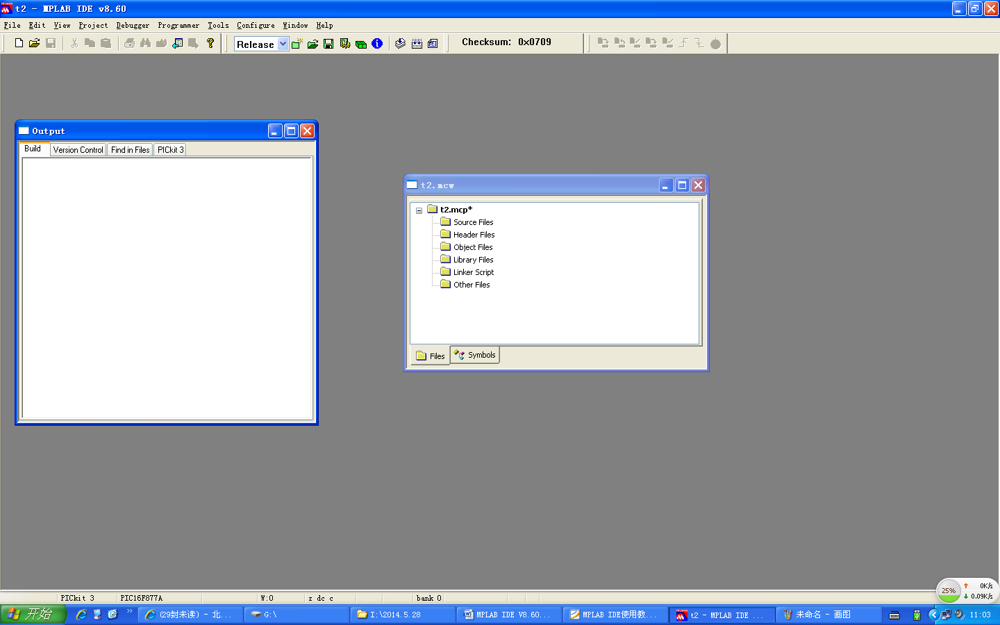 t2 - MPLAB IDE v8.60
File Edit View Project Debugger Programmer Tools Configure Window Help
Release Checksum: 0x0709
Output
Build Version Control Find in Files PICkit 3
t2.mcw
t2.mcp*
Source Files
Header Files
Object Files
Library Files
Linker Script
Other Files
Files Symbols
PICkit 3 PIC16F877A W:0 z dc c bank 0
25% 0K/s
0.09K/s
开始 (29封未读) - 北... G:\ I:\2014.5.28 MPLAB IDE V8.60... MPLAB IDE使用教... t2 - MPLAB IDE ... 未命名 - 画图 11:03